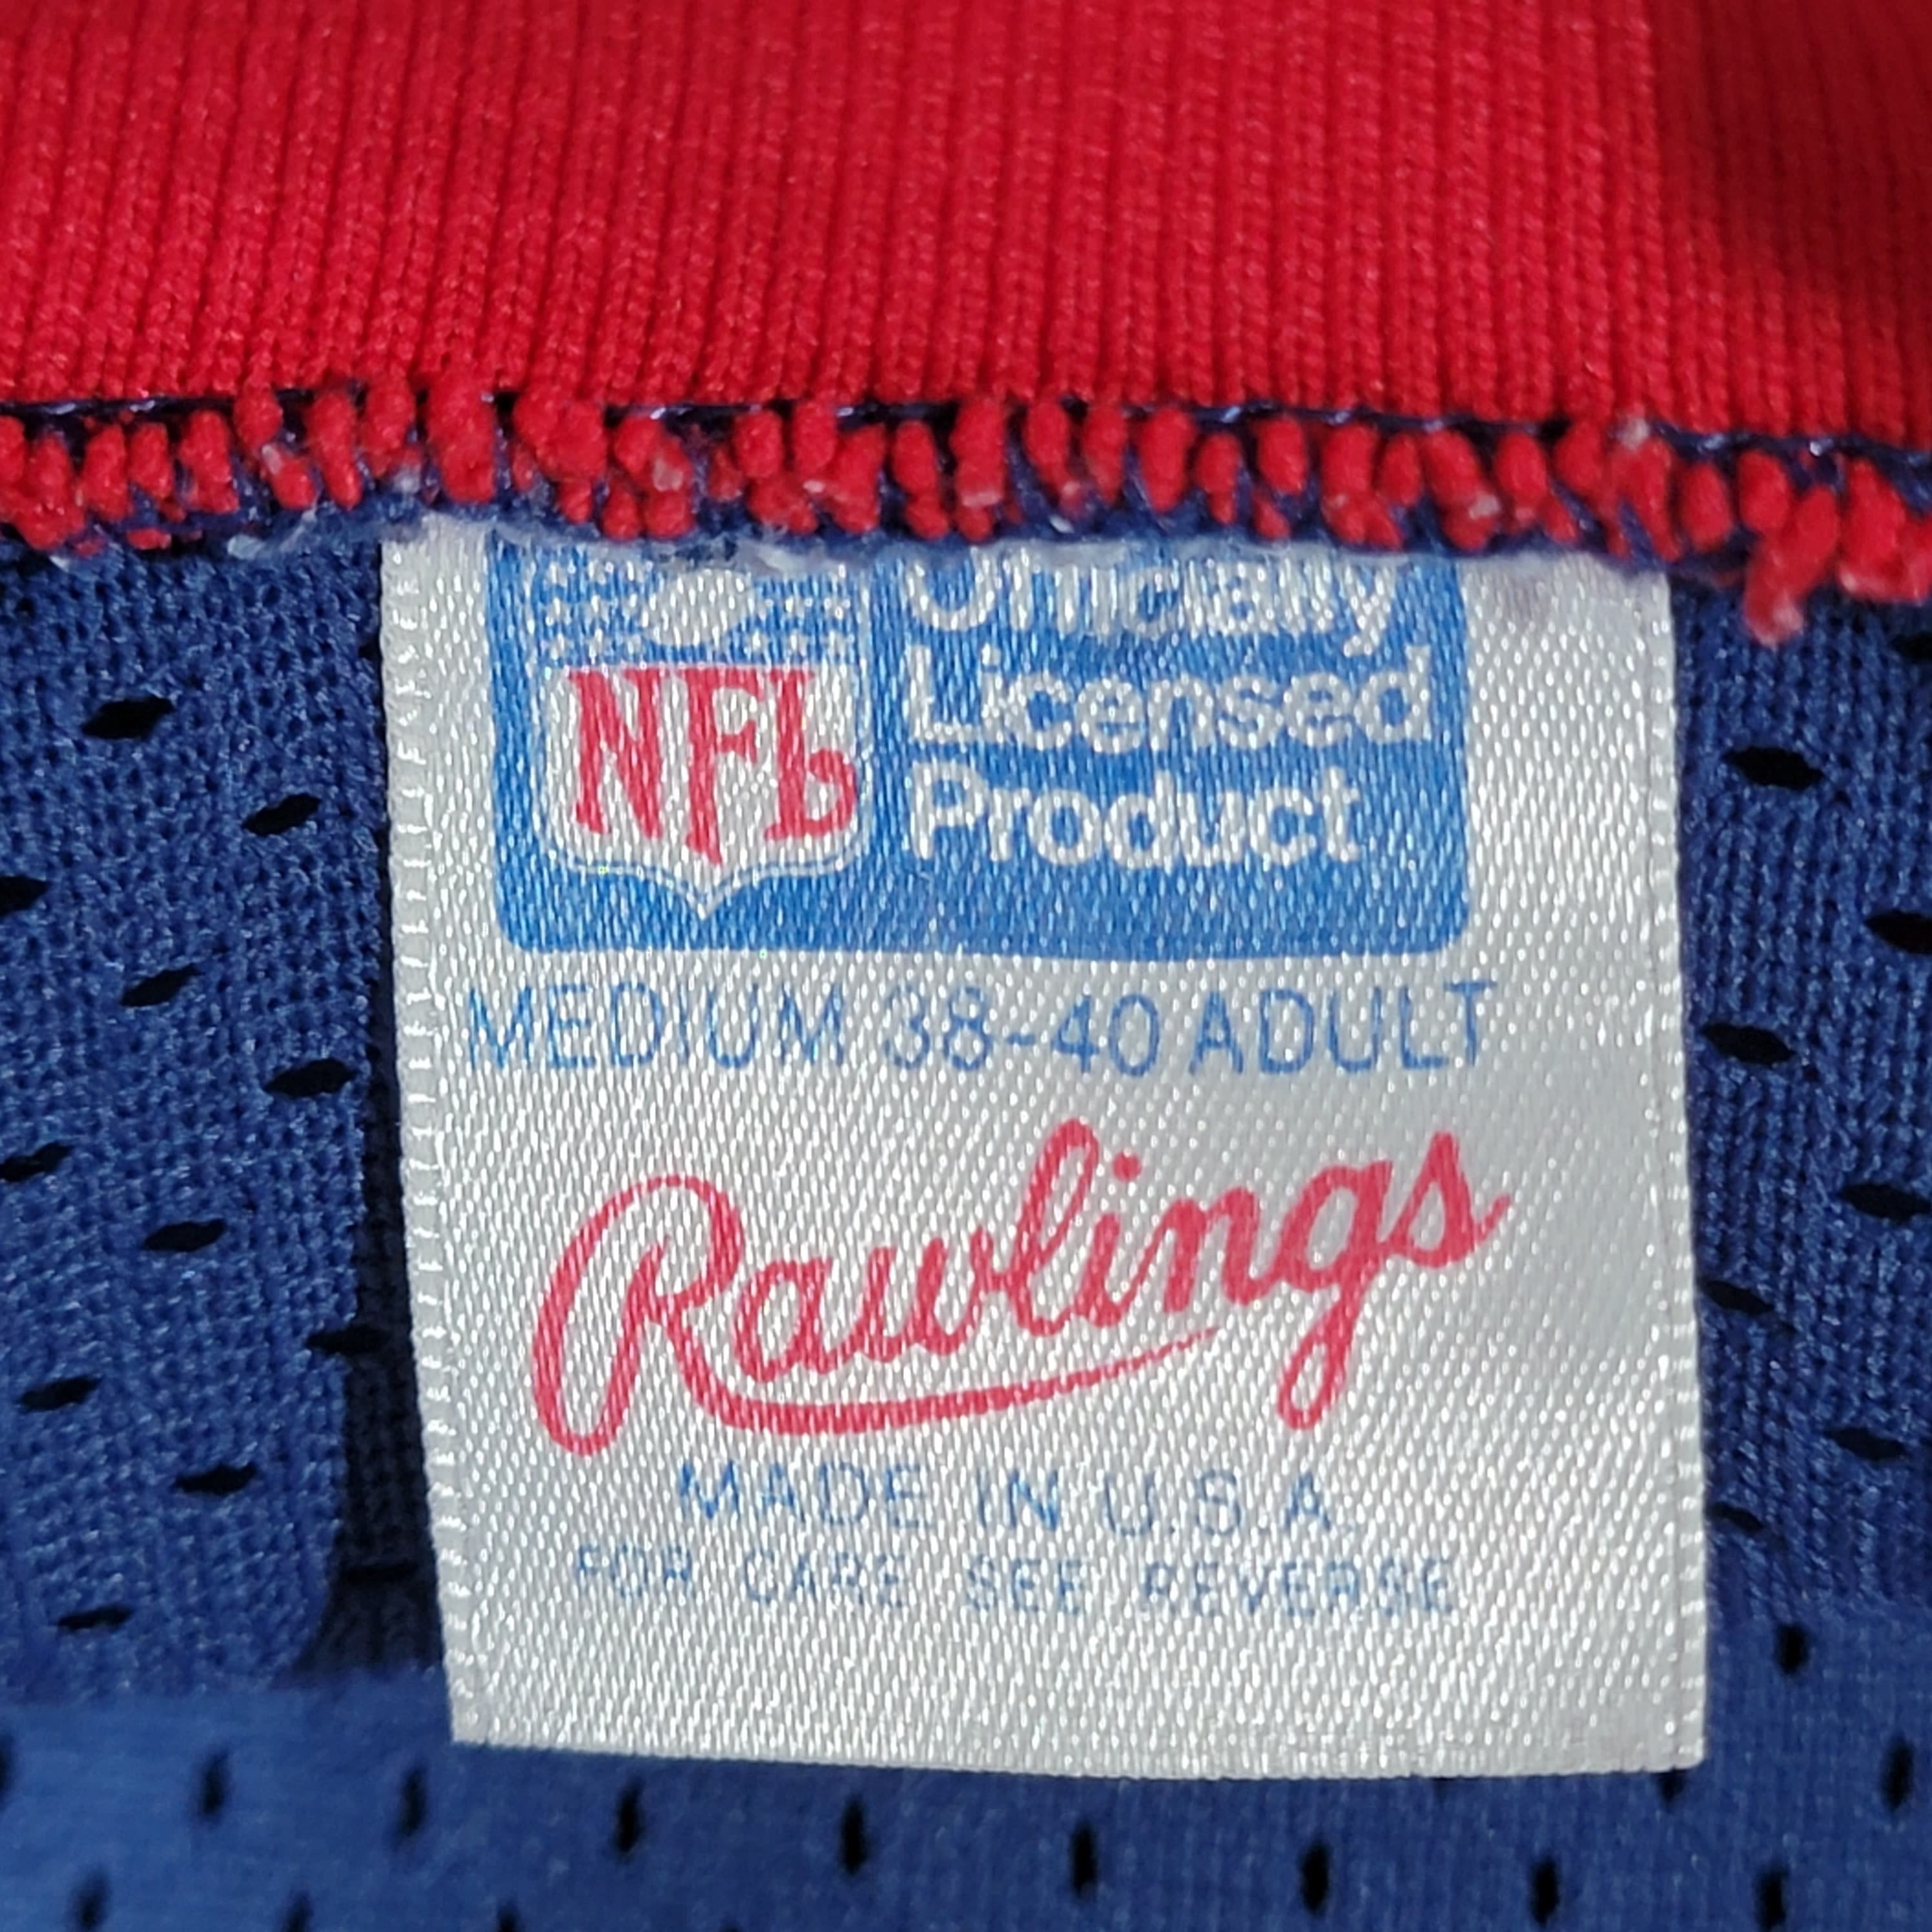 Officially
Licensed
Product
NFL
MEDIUM 38-40 ADULT
Rawlings
MADE IN U.S.A.
FOR CARE SEE REVERSE